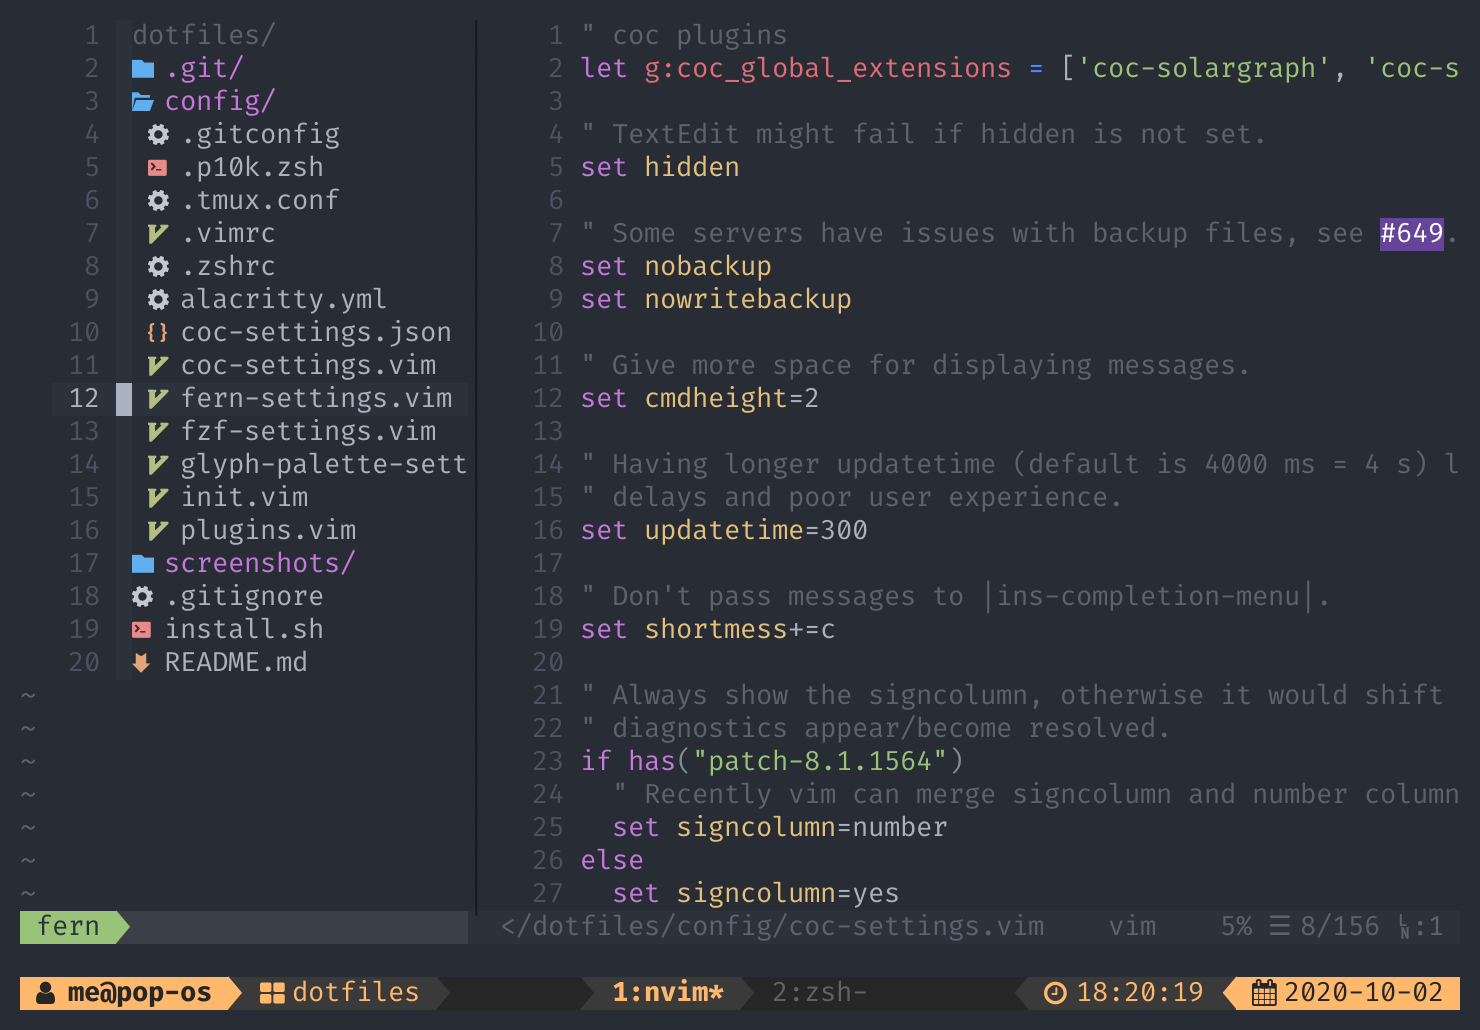 1 dotfiles/
2 .git/
3 config/
4 .gitconfig
5 .p10k.zsh
6 .tmux.conf
7 .vimrc
8 .zshrc
9 alacritty.yml
10 {} coc-settings.json
11 coc-settings.vim
12 fern-settings.vim
13 fzf-settings.vim
14 glyph-palette-sett
15 init.vim
16 plugins.vim
17 screenshots/
18 .gitignore
19 install.sh
20 README.md
~
~
~
~
~
~
~
fern
1 " coc plugins
2 let g:coc_global_extensions = ['coc-solargraph', 'coc-s
3
4 " TextEdit might fail if hidden is not set.
5 set hidden
6
7 " Some servers have issues with backup files, see #649.
8 set nobackup
9 set nowritebackup
10
11 " Give more space for displaying messages.
12 set cmdheight=2
13
14 " Having longer updatetime (default is 4000 ms = 4 s) l
15 " delays and poor user experience.
16 set updatetime=300
17
18 " Don't pass messages to |ins-completion-menu|.
19 set shortmess+=c
20
21 " Always show the signcolumn, otherwise it would shift
22 " diagnostics appear/become resolved.
23 if has("patch-8.1.1564")
24   " Recently vim can merge signcolumn and number column
25   set signcolumn=number
26 else
27   set signcolumn=yes
</dotfiles/config/coc-settings.vim vim 5% ☰ 8/156 LN:1
me@pop-os dotfiles 1:nvim* 2:zsh- 18:20:19 2020-10-02